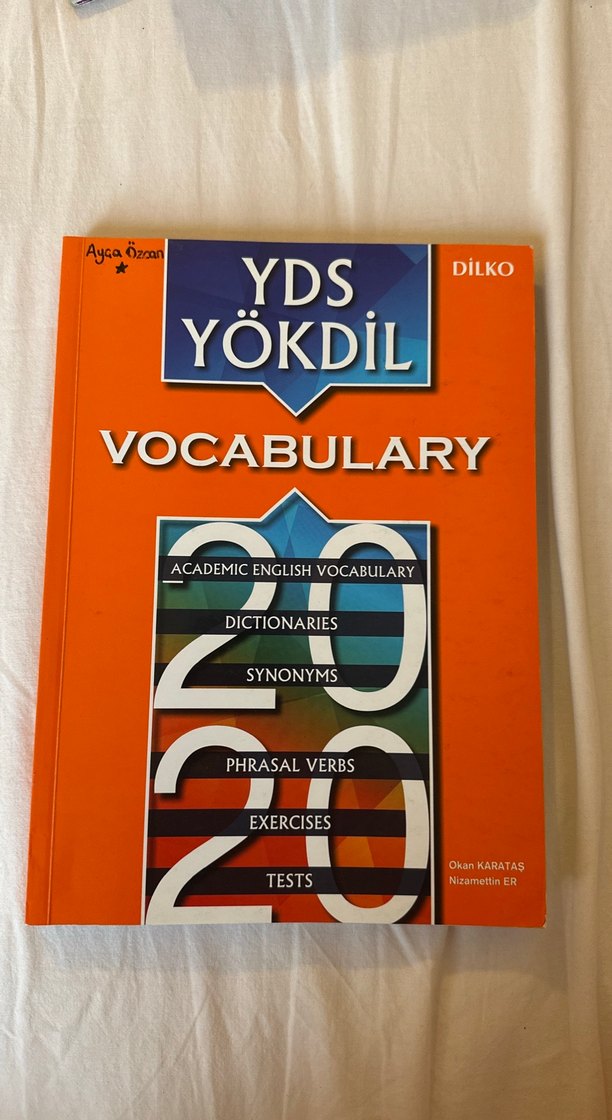 Ayça Özcan
YDS
YÖKDİL
DİLKO
VOCABULARY
2020
ACADEMIC ENGLISH VOCABULARY
DICTIONARIES
SYNONYMS
PHRASAL VERBS
EXERCISES
TESTS
Okan KARATAŞ
Nizamettin ER